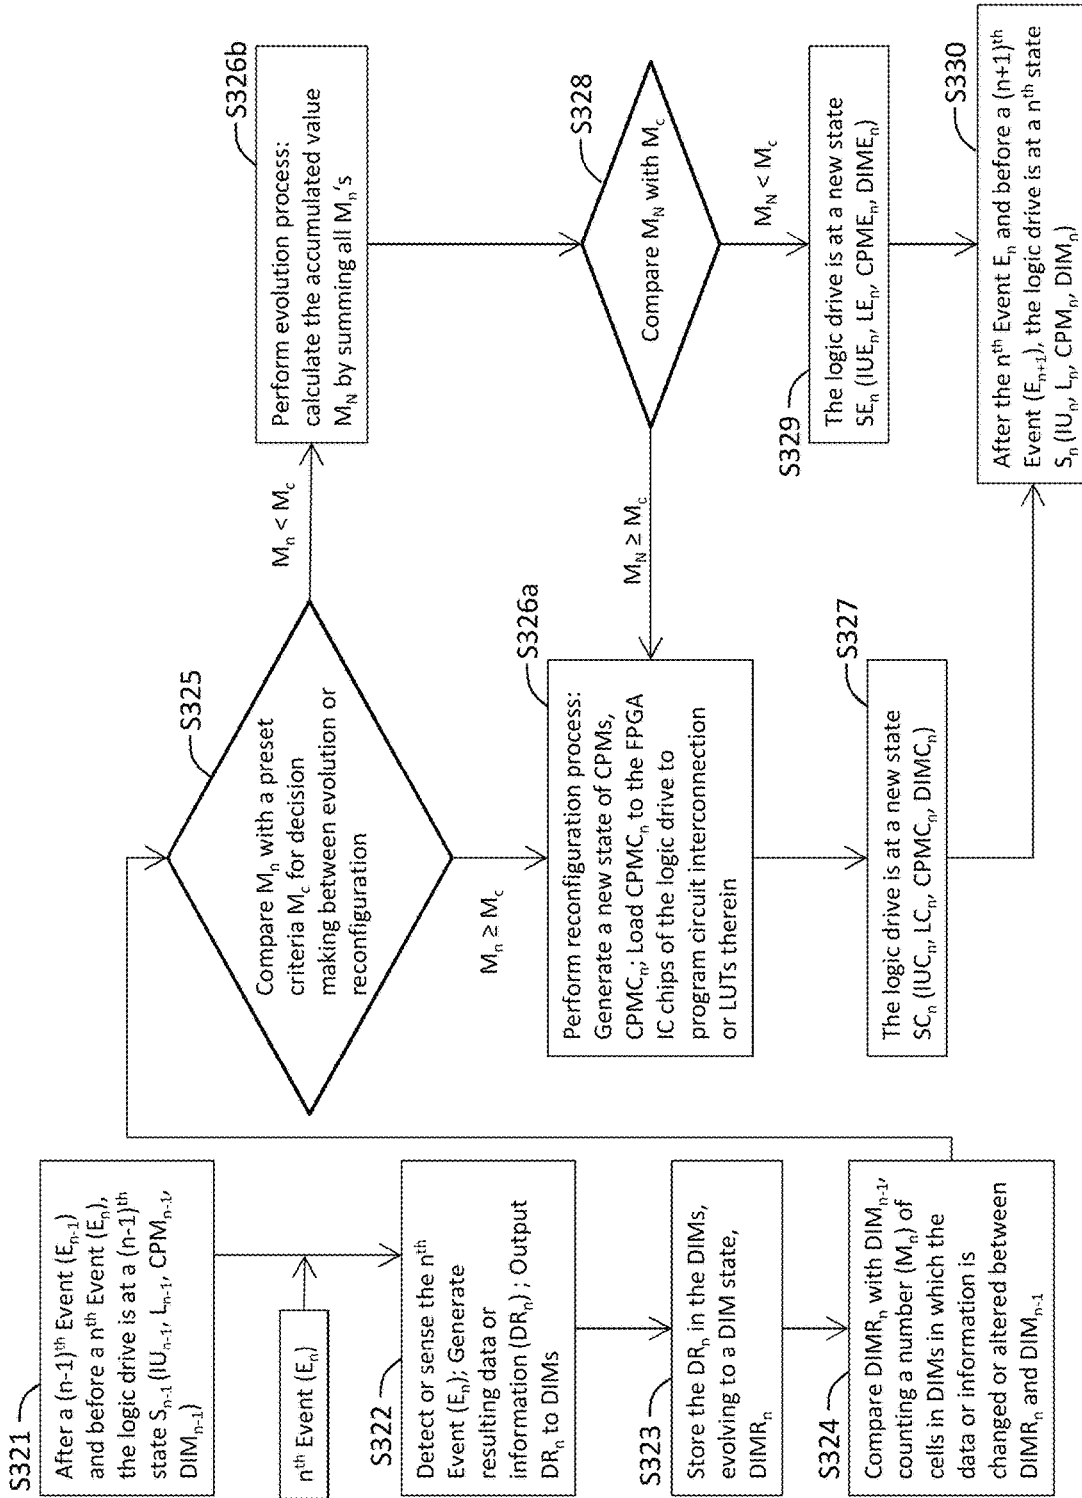 S321
After a (n-1)th Event (En-1)
and before a nth Event (En),
the logic drive is at a (n-1)th
state Sn-1 (IUn-1, Ln-1, CPMn-1,
DIMn-1)
nth Event (En)
S322
Detect or sense the nth
Event (En); Generate
resulting data or
information (DRn) ; Output
DRn to DIMs
S323
Store the DRn in the DIMs,
evolving to a DIM state,
DIMRn
S324
Compare DIMRn with DIMn-1,
counting a number (Mn) of
cells in DIMs in which the
data or information is
changed or altered between
DIMRn and DIMn-1
S325
Compare Mn with a preset
criteria Mc for decision
making between evolution or
reconfiguration
Mn ≥ Mc
Mn < Mc
S326a
Perform reconfiguration process:
Generate a new state of CPMs,
CPMCn; Load CPMCn to the FPGA
IC chips of the logic drive to
program circuit interconnection
or LUTs therein
S327
The logic drive is at a new state
SCn (IUCn, LCn, CPMCn, DIMCn)
S326b
Perform evolution process:
calculate the accumulated value
MN by summing all Mn's
S328
Compare MN with Mc
MN ≥ Mc
MN < Mc
S329
The logic drive is at a new state
SEn (IUEn, LEn, CPMEn, DIMEn)
S330
After the nth Event En and before a (n+1)th
Event (En+1), the logic drive is at a nth state
Sn (IUn, Ln, CPMn, DIMn)